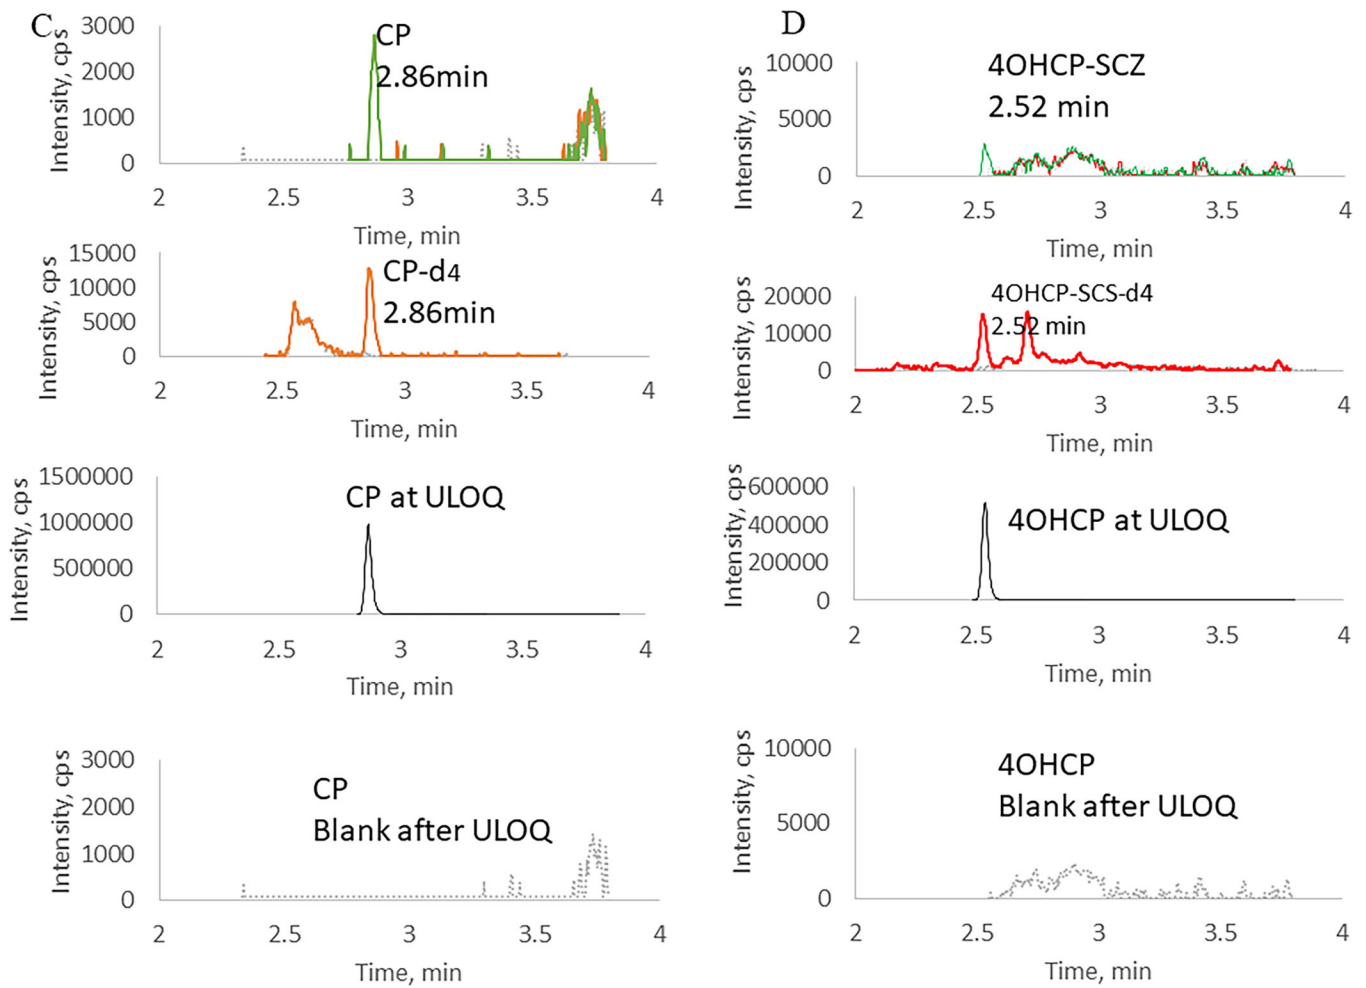 C
Intensity, cps
3000
2000
1000
0
CP
2.86min
2 2.5 3 3.5 4
Time, min
Intensity, cps
15000
10000
5000
0
CP-d4
2.86min
2 2.5 3 3.5 4
Time, min
Intensity, cps
1500000
1000000
500000
0
CP at ULOQ
2 2.5 3 3.5 4
Time, min
Intensity, cps
3000
2000
1000
0
CP
Blank after ULOQ
2 2.5 3 3.5 4
Time, min
D
Intensity, cps
10000
5000
0
4OHCP-SCZ
2.52 min
2 2.5 3 3.5 4
Time, min
Intensity, cps
20000
10000
0
4OHCP-SCS-d4
2.52 min
2 2.5 3 3.5 4
Time, min
Intensity, cps
600000
400000
200000
0
4OHCP at ULOQ
2 2.5 3 3.5 4
Time, min
Intensity, cps
10000
5000
0
4OHCP
Blank after ULOQ
2 2.5 3 3.5 4
Time, min